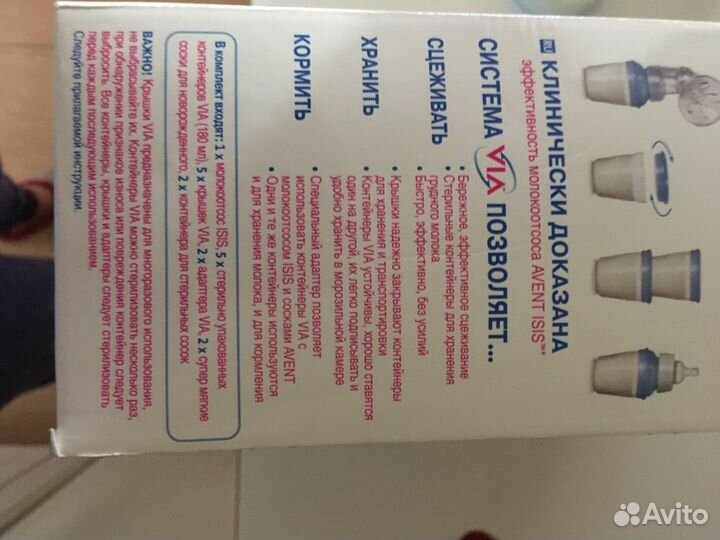 RU КЛИНИЧЕСКИ ДОКАЗАНА
эффективность молокоотсоса AVENT ISIS™*
СИСТЕМА VIA ПОЗВОЛЯЕТ...
СЦЕЖИВАТЬ
• Бережное, эффективное сцеживание грудного молока
• Стерильные контейнеры для хранения
• Быстро, эффективно, без усилий
ХРАНИТЬ
• Крышки надежно закрывают контейнеры
для хранения и транспортировки
• Контейнеры VIA устойчивы, хорошо ставятся
один на другой, их легко подписывать и
удобно хранить в морозильной камере
КОРМИТЬ
• Специальный адаптер позволяет
использовать контейнеры VIA с
молокоотсосом ISIS и сосками AVENT
• Одни и те же контейнеры используются
и для хранения молока, и для кормления
В комплект входят: 1 x молокоотсос ISIS, 5 x стерильно упакованных
контейнеров VIA (180 мл), 5 x крышек VIA, 2 x адаптера VIA, 2 x супер мягкие
соски для новорожденного, 2 x контейнера для стерильных сосок
ВАЖНО! Крышки VIA предназначены для многоразового использования,
не выбрасывайте их. Контейнеры VIA можно стерилизовать несколько раз,
при обнаружении признаков износа или повреждения контейнер следует
выбросить. Все контейнеры, крышки и адаптеры следует стерилизовать
перед каждым последующим использованием.
Следуйте прилагаемой инструкции.
Avito